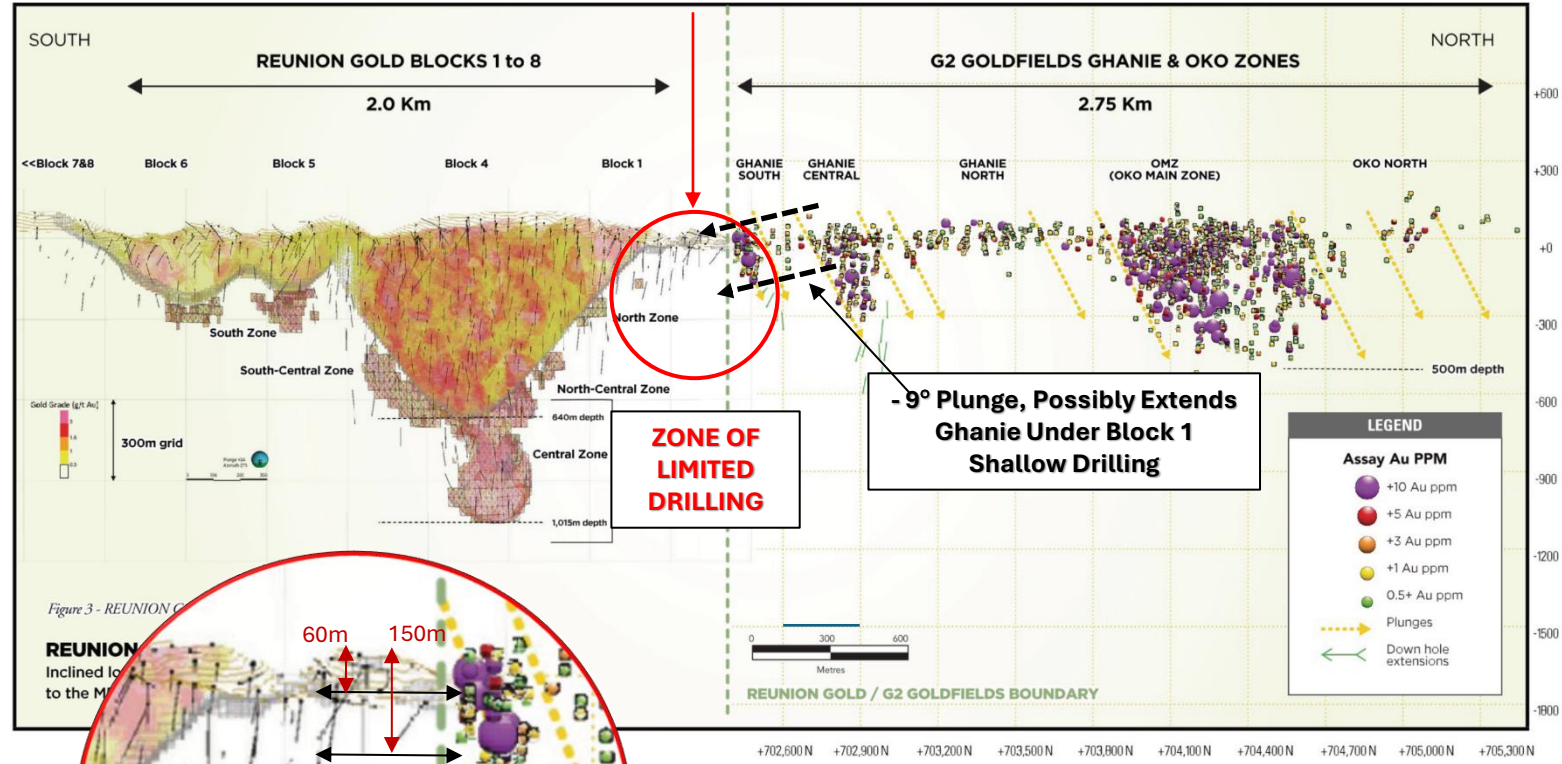 SOUTH
NORTH
REUNION GOLD BLOCKS 1 to 8
2.0 Km
G2 GOLDFIELDS GHANIE & OKO ZONES
2.75 Km
<<Block 7&8
Block 6
Block 5
Block 4
Block 1
GHANIE
SOUTH
GHANIE
CENTRAL
GHANIE
NORTH
OMZ
(OKO MAIN ZONE)
OKO NORTH
+600
+300
+0
-300
-600
-900
-1200
-1500
-1800
South Zone
South-Central Zone
North Zone
North-Central Zone
640m depth
Central Zone
1,015m depth
500m depth
Gold Grade (g/t Au)
300m grid
ZONE OF
LIMITED
DRILLING
- 9° Plunge, Possibly Extends
Ghanie Under Block 1
Shallow Drilling
LEGEND
Assay Au PPM
+10 Au ppm
+5 Au ppm
+3 Au ppm
+1 Au ppm
0.5+ Au ppm
Plunges
Down hole
extensions
0 300 600
Metres
REUNION GOLD / G2 GOLDFIELDS BOUNDARY
Figure 3 - REUNION G
REUNION
Inclined lo
to the M
60m
150m
+702,600 N
+702,900 N
+703,200 N
+703,500 N
+703,800 N
+704,100 N
+704,400 N
+704,700 N
+705,000 N
+705,300 N